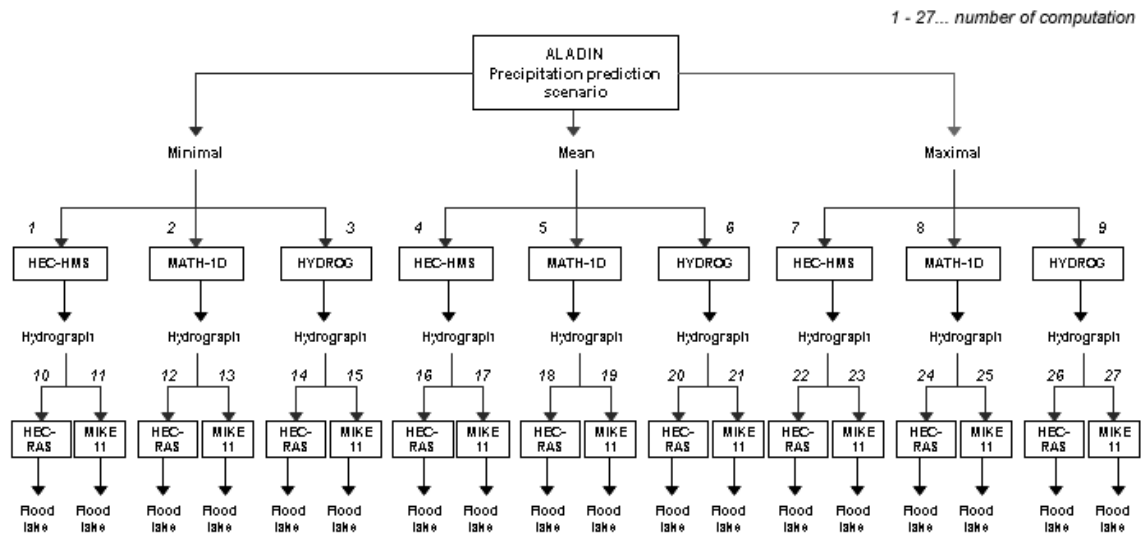 1 - 27... number of computation
ALADIN
Precipitation prediction
scenario
Minimal Mean Maximal
1 2 3 4 5 6 7 8 9
HEC-HMS MATH-1D HYDROG HEC-HMS MATH-1D HYDROG HEC-HMS MATH-1D HYDROG
Hydrograph Hydrograph Hydrograph Hydrograph Hydrograph Hydrograph Hydrograph Hydrograph Hydrograph
10 11 12 13 14 15 16 17 18 19 20 21 22 23 24 25 26 27
HEC- MIKE HEC- MIKE HEC- MIKE HEC- MIKE HEC- MIKE HEC- MIKE HEC- MIKE HEC- MIKE HEC- MIKE
RAS 11 RAS 11 RAS 11 RAS 11 RAS 11 RAS 11 RAS 11 RAS 11 RAS 11
Flood Flood Flood Flood Flood Flood Flood Flood Flood Flood Flood Flood Flood Flood Flood Flood Flood Flood
lake lake lake lake lake lake lake lake lake lake lake lake lake lake lake lake lake lake